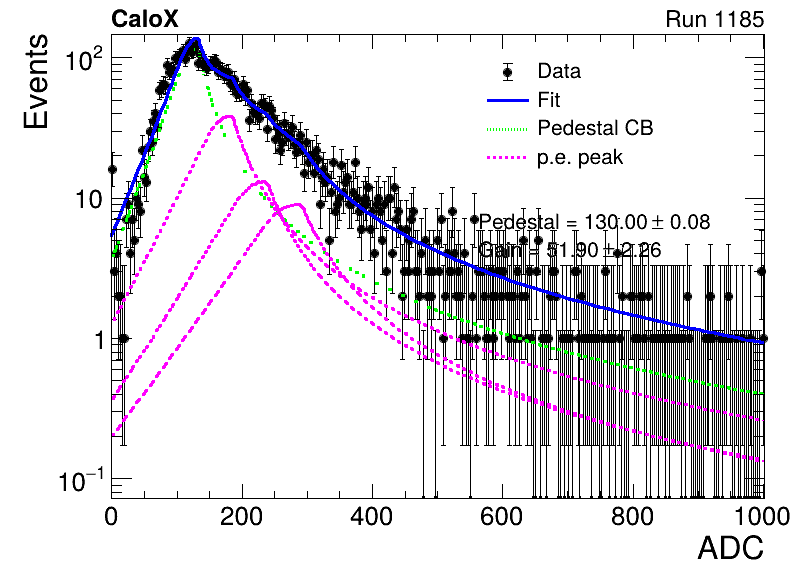 CaloX Run 1185
Events
Data
Fit
Pedestal CB
p.e. peak
Pedestal = 130.00 ± 0.08
Gain = 51.90 ± 2.26
10²
10
1
10⁻¹
0 200 400 600 800 1000
ADC